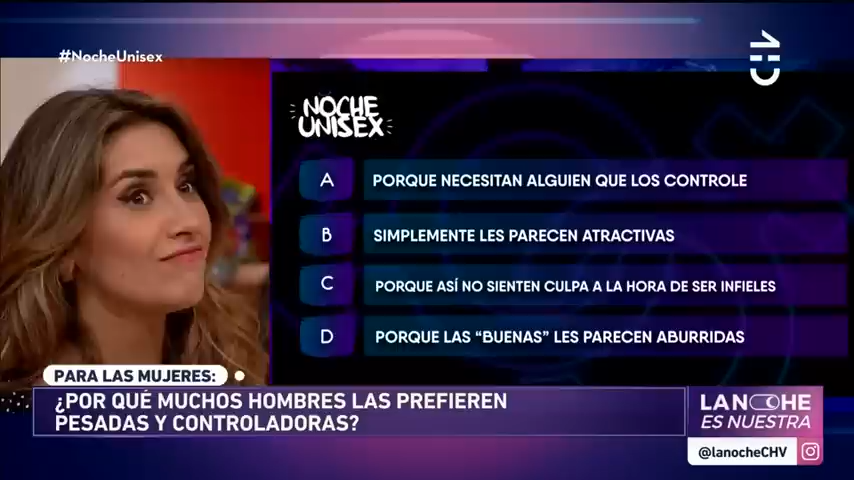 #NocheUnisex
CHV
NOCHE
UNISEX
A PORQUE NECESITAN ALGUIEN QUE LOS CONTROLE
B SIMPLEMENTE LES PARECEN ATRACTIVAS
C PORQUE ASÍ NO SIENTEN CULPA A LA HORA DE SER INFIELES
D PORQUE LAS “BUENAS” LES PARECEN ABURRIDAS
PARA LAS MUJERES:
¿POR QUÉ MUCHOS HOMBRES LAS PREFIEREN
PESADAS Y CONTROLADORAS?
LA NOCHE
ES NUESTRA
@lanocheCHV